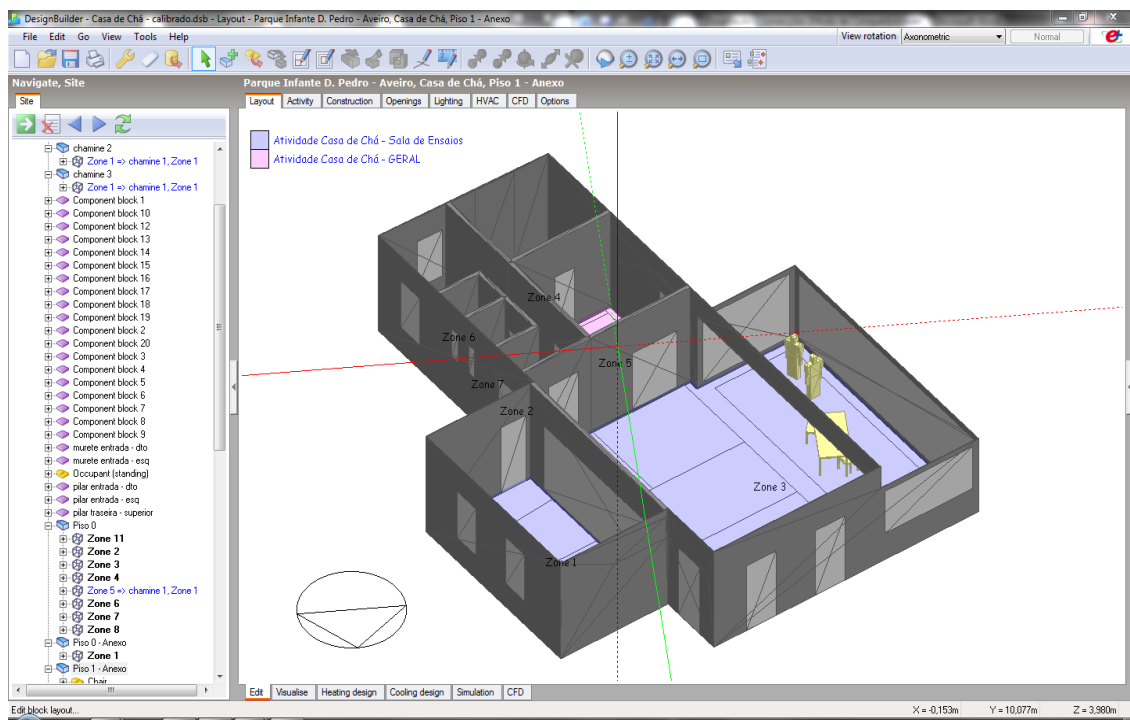 DesignBuilder - Casa de Chá - calibrado.dsb - Layout - Parque Infante D. Pedro - Aveiro, Casa de Chá, Piso 1 - Anexo
File Edit Go View Tools Help
View rotation Axonometric Normal
Navigate, Site
Parque Infante D. Pedro - Aveiro, Casa de Chá, Piso 1 - Anexo
Site
Layout Activity Construction Openings Lighting HVAC CFD Options
chamine 2
Zone 1 => chamine 1, Zone 1
chamine 3
Zone 1 => chamine 1, Zone 1
Component block 1
Component block 10
Component block 12
Component block 13
Component block 14
Component block 15
Component block 16
Component block 17
Component block 18
Component block 19
Component block 2
Component block 20
Component block 3
Component block 4
Component block 5
Component block 6
Component block 7
Component block 8
Component block 9
murete entrada - dto
murete entrada - esq
Occupant (standing)
pilar entrada - dto
pilar entrada - esq
pilar traseira - superior
Piso 0
Zone 11
Zone 2
Zone 3
Zone 4
Zone 5 => chamine 1, Zone 1
Zone 6
Zone 7
Zone 8
Piso 0 - Anexo
Zone 1
Piso 1 - Anexo
Chair
Atividade Casa de Chá - Sala de Ensaios
Atividade Casa de Chá - GERAL
Zone 4
Zone 6
Zone 5
Zone 7
Zone 2
Zone 3
Zone 1
Edit Visualise Heating design Cooling design Simulation CFD
Edit block layout...
X = -0,153m Y = 10,077m Z = 3,980m